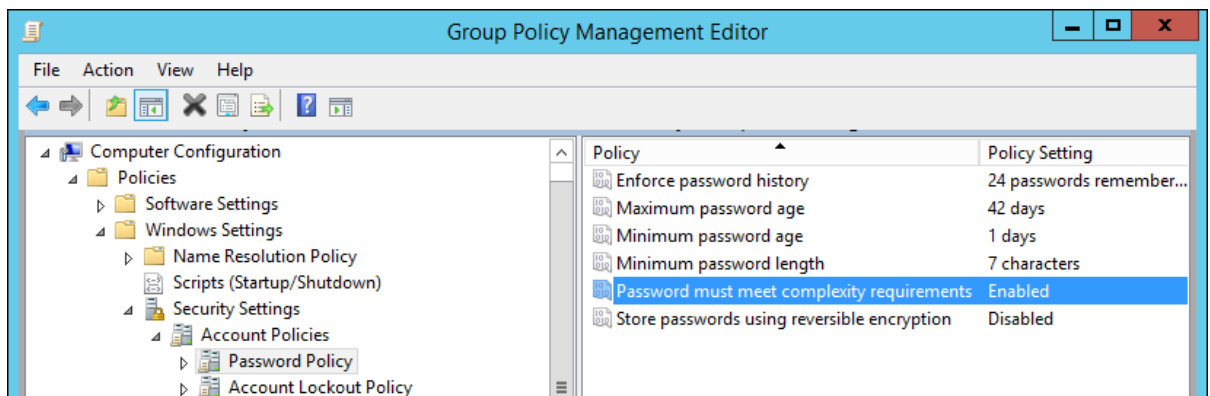 Group Policy Management Editor
File Action View Help
Computer Configuration
Policies
Software Settings
Windows Settings
Name Resolution Policy
Scripts (Startup/Shutdown)
Security Settings
Account Policies
Password Policy
Account Lockout Policy
Policy Policy Setting
Enforce password history 24 passwords remember...
Maximum password age 42 days
Minimum password age 1 days
Minimum password length 7 characters
Password must meet complexity requirements Enabled
Store passwords using reversible encryption Disabled